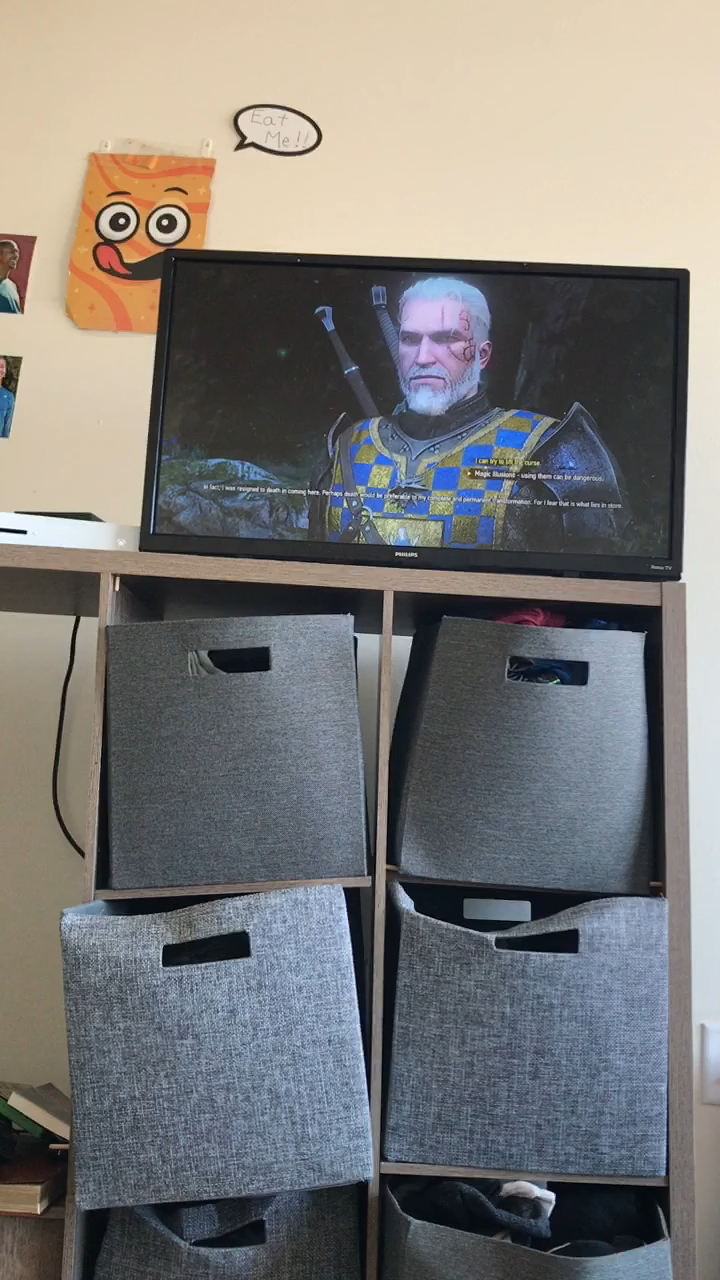 Eat
Me!!
I can try to lift the curse.
Magic illusions - using them can be dangerous.
In fact, I was resigned to death in coming here. Perhaps death would be preferable to my complete and permanent transformation. For I fear that is what lies in store.
PHILIPS
Roku TV